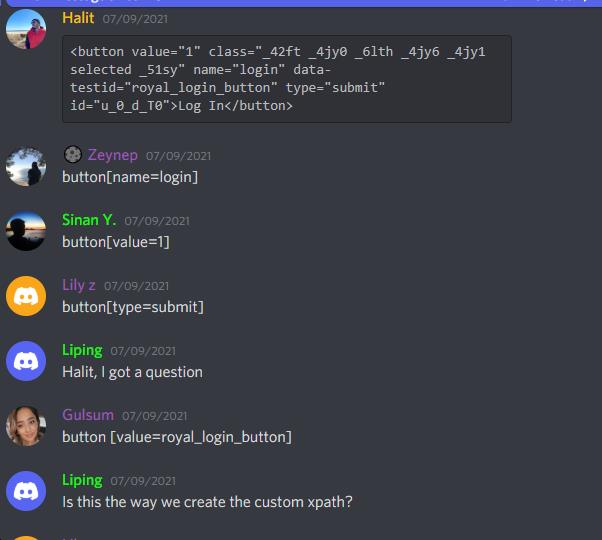 Halit 07/09/2021
<button value="1" class="_42ft _4jy0 _6lth _4jy6 _4jy1
selected _51sy" name="login" data-
testid="royal_login_button" type="submit"
id="u_0_d_T0">Log In</button>
Zeynep 07/09/2021
button[name=login]
Sinan Y. 07/09/2021
button[value=1]
Lily z 07/09/2021
button[type=submit]
Liping 07/09/2021
Halit, I got a question
Gulsum 07/09/2021
button [value=royal_login_button]
Liping 07/09/2021
Is this the way we create the custom xpath?